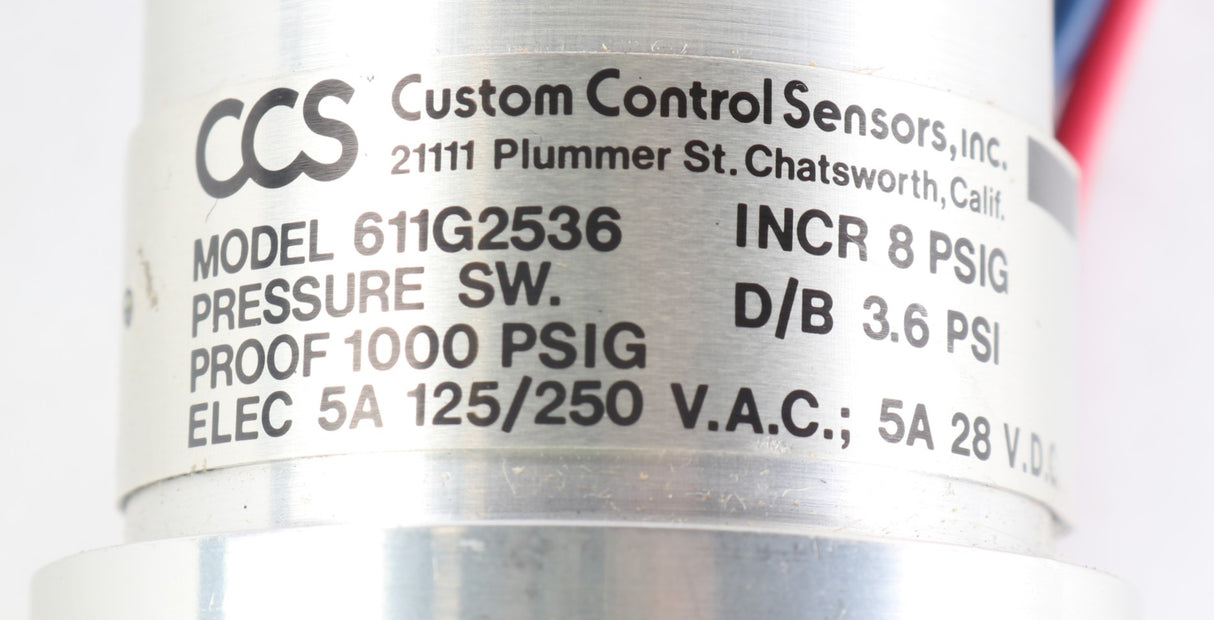 CCS Custom Control Sensors, Inc.
21111 Plummer St. Chatsworth, Calif.
MODEL 611G2536 INCR 8 PSIG
PRESSURE SW. D/B 3.6 PSI
PROOF 1000 PSIG
ELEC 5A 125/250 V.A.C.; 5A 28 V.D.C.